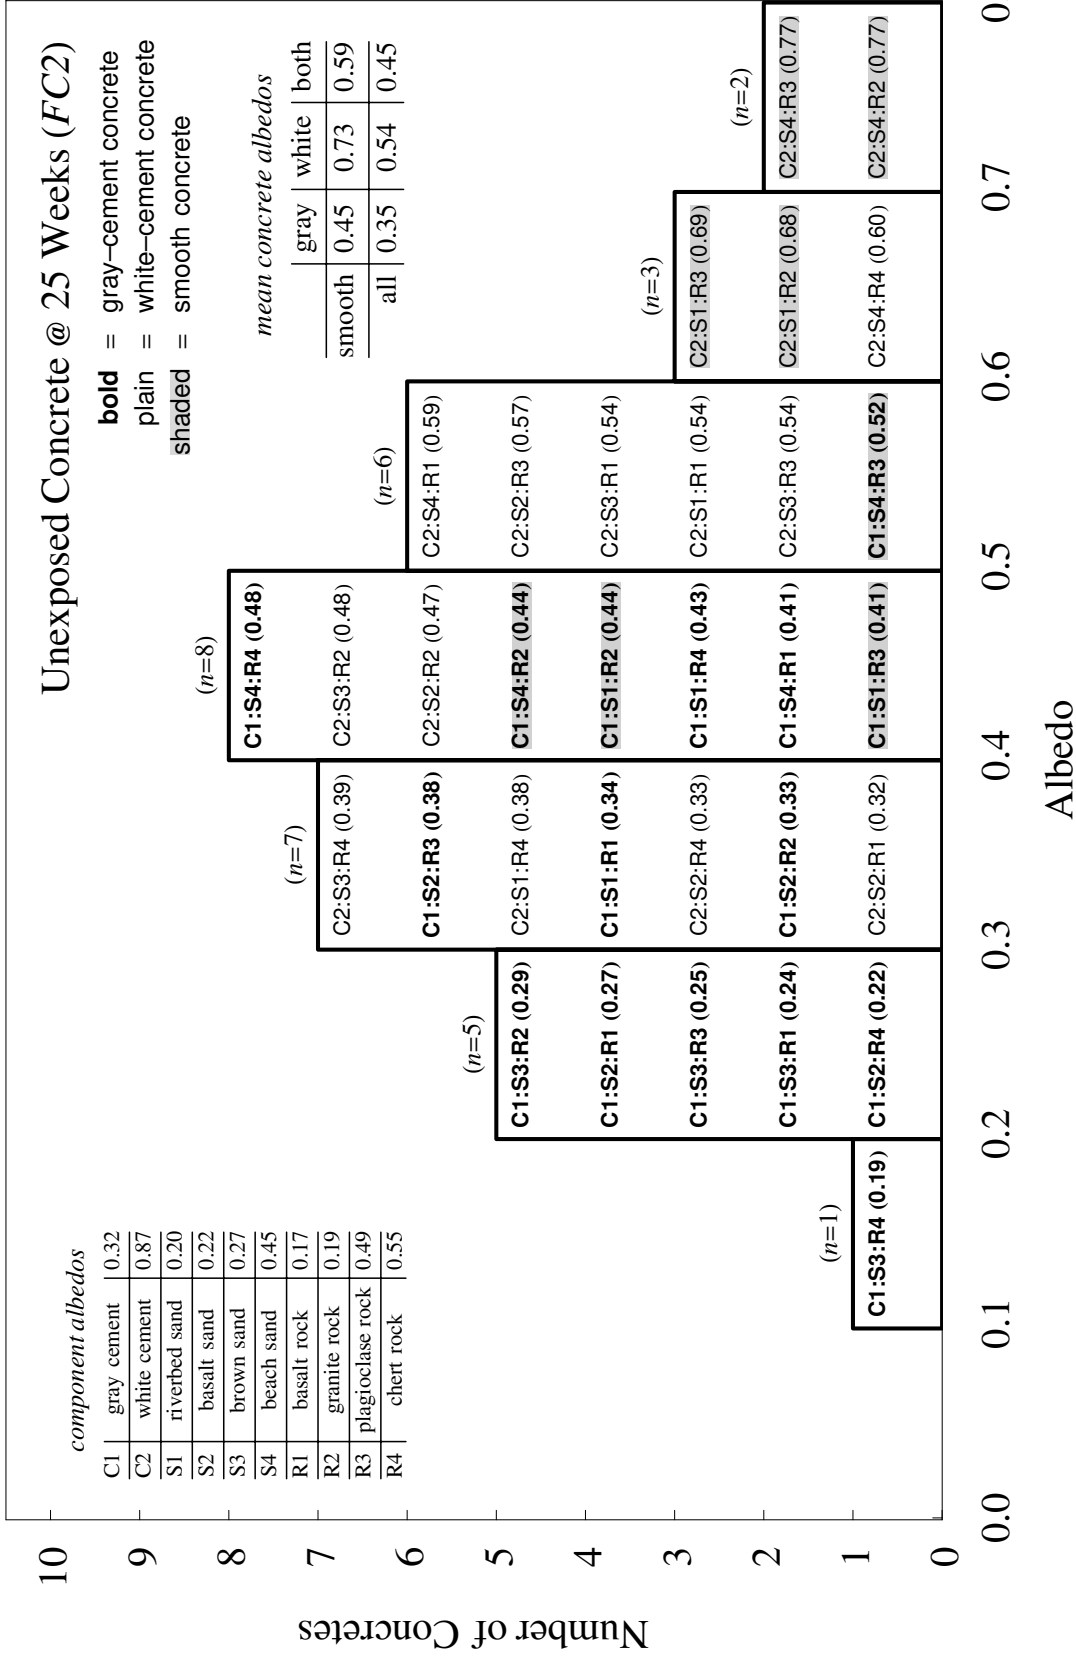 Unexposed Concrete @ 25 Weeks (FC2)
bold = gray–cement concrete
plain = white–cement concrete
shaded = smooth concrete
mean concrete albedos
gray white both
smooth 0.45 0.73 0.59
all 0.35 0.54 0.45
component albedos
C1 gray cement 0.32
C2 white cement 0.87
S1 riverbed sand 0.20
S2 basalt sand 0.22
S3 brown sand 0.27
S4 beach sand 0.45
R1 basalt rock 0.17
R2 granite rock 0.19
R3 plagioclase rock 0.49
R4 chert rock 0.55
(n=1)
C1:S3:R4 (0.19)
(n=5)
C1:S3:R2 (0.29)
C1:S2:R1 (0.27)
C1:S3:R3 (0.25)
C1:S3:R1 (0.24)
C1:S2:R4 (0.22)
(n=7)
C2:S3:R4 (0.39)
C1:S2:R3 (0.38)
C2:S1:R4 (0.38)
C1:S1:R1 (0.34)
C2:S2:R4 (0.33)
C1:S2:R2 (0.33)
C2:S2:R1 (0.32)
(n=8)
C1:S4:R4 (0.48)
C2:S3:R2 (0.48)
C2:S2:R2 (0.47)
C1:S4:R2 (0.44)
C1:S1:R2 (0.44)
C1:S1:R4 (0.43)
C1:S4:R1 (0.41)
C1:S1:R3 (0.41)
(n=6)
C2:S4:R1 (0.59)
C2:S2:R3 (0.57)
C2:S3:R1 (0.54)
C2:S1:R1 (0.54)
C2:S3:R3 (0.54)
C1:S4:R3 (0.52)
(n=3)
C2:S1:R3 (0.69)
C2:S1:R2 (0.68)
C2:S4:R4 (0.60)
(n=2)
C2:S4:R3 (0.77)
C2:S4:R2 (0.77)
10
9
8
7
6
5
4
3
2
1
0
Number of Concretes
0.0 0.1 0.2 0.3 0.4 0.5 0.6 0.7 0
Albedo